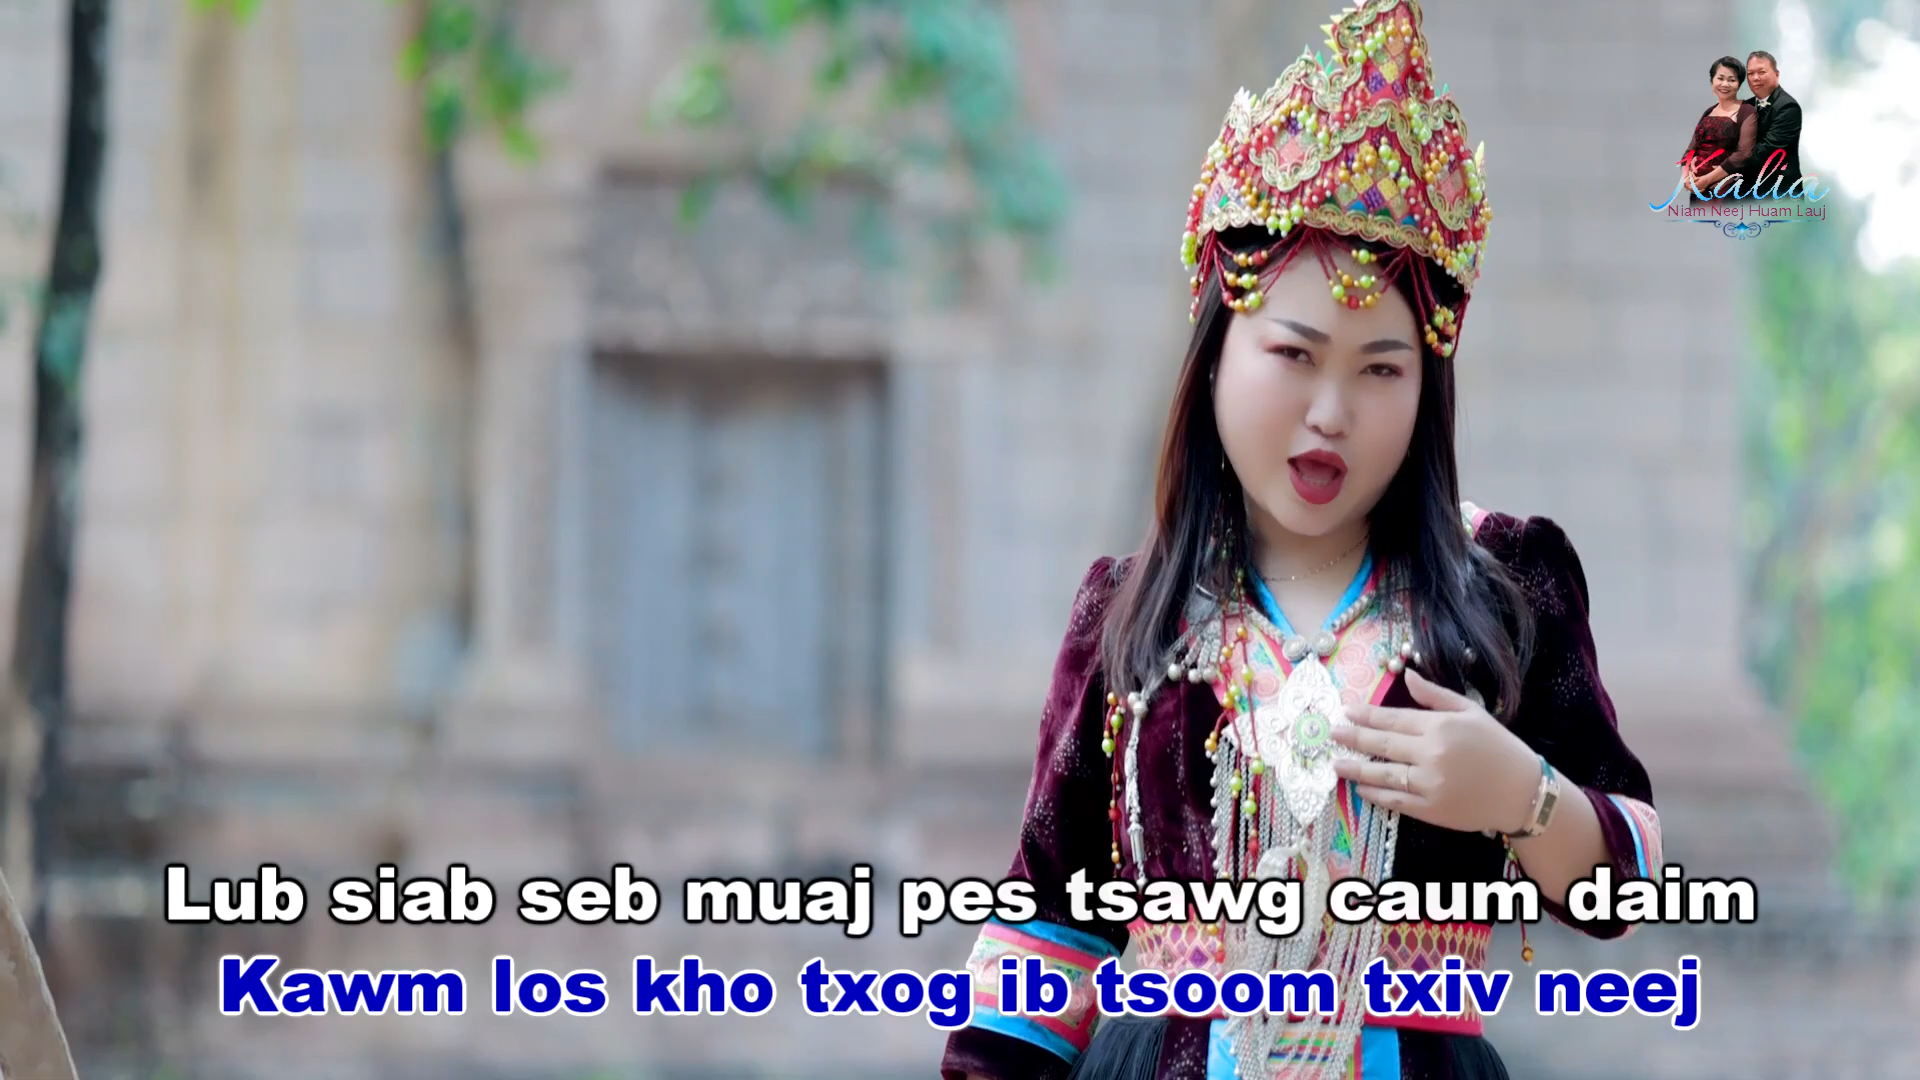 Kalia
Niam Neej Huam Lauj
Lub siab seb muaj pes tsawg caum daim
Kawm los kho txog ib tsoom txiv neej